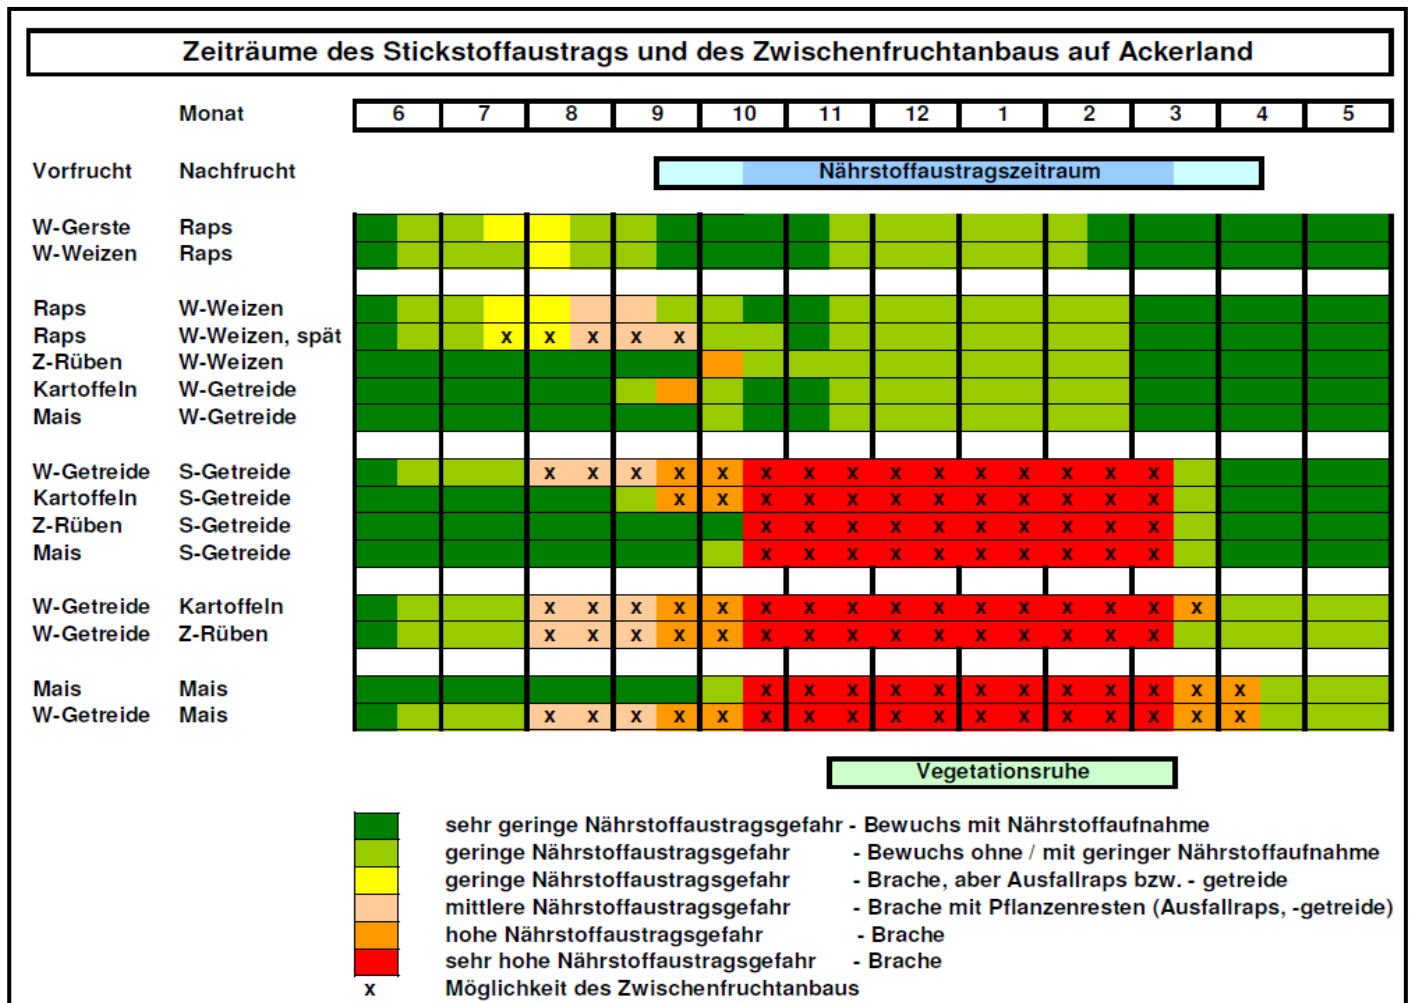 Zeiträume des Stickstoffaustrags und des Zwischenfruchtanbaus auf Ackerland
Monat 6 7 8 9 10 11 12 1 2 3 4 5
Vorfrucht Nachfrucht Nährstoffaustragszeitraum
W-Gerste Raps
W-Weizen Raps
Raps W-Weizen
Raps W-Weizen, spät x x x x x
Z-Rüben W-Weizen
Kartoffeln W-Getreide
Mais W-Getreide
W-Getreide S-Getreide x x x x x x x x x x x x x x x
Kartoffeln S-Getreide x x x x x x x x x x x x
Z-Rüben S-Getreide x x x x x x x x x x
Mais S-Getreide x x x x x x x x x x
W-Getreide Kartoffeln x x x x x x x x x x x x x x x x
W-Getreide Z-Rüben x x x x x x x x x x x x x x x
Mais Mais x x x x x x x x x x x x
W-Getreide Mais x x x x x x x x x x x x x x x x x
Vegetationsruhe
sehr geringe Nährstoffaustragsgefahr - Bewuchs mit Nährstoffaufnahme
geringe Nährstoffaustragsgefahr - Bewuchs ohne / mit geringer Nährstoffaufnahme
geringe Nährstoffaustragsgefahr - Brache, aber Ausfallraps bzw. - getreide
mittlere Nährstoffaustragsgefahr - Brache mit Pflanzenresten (Ausfallraps, -getreide)
hohe Nährstoffaustragsgefahr - Brache
sehr hohe Nährstoffaustragsgefahr - Brache
x Möglichkeit des Zwischenfruchtanbaus